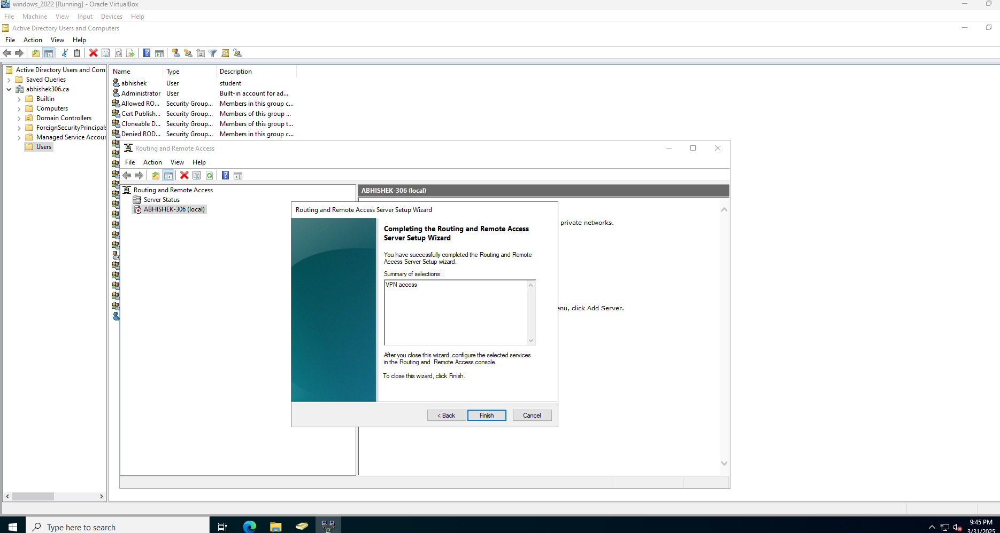 windows_2022 [Running] - Oracle VirtualBox
File Machine View Input Devices Help
Active Directory Users and Computers
File Action View Help
Active Directory Users and Com
Saved Queries
abhishek306.ca
Builtin
Computers
Domain Controllers
ForeignSecurityPrincipals
Managed Service Accour
Users
Name Type Description
abhishek User student
Administrator User Built-in account for ad...
Allowed RO... Security Group... Members in this group c...
Cert Publish... Security Group... Members of this group ...
Cloneable D... Security Group... Members of this group t...
Denied ROD... Security Group... Members in this group c...
Routing and Remote Access
File Action View Help
Routing and Remote Access
Server Status
ABHISHEK-306 (local)
ABHISHEK-306 (local)
private networks.
enu, click Add Server.
Routing and Remote Access Server Setup Wizard
Completing the Routing and Remote Access
Server Setup Wizard
You have successfully completed the Routing and Remote
Access Server Setup wizard.
Summary of selections:
VPN access
After you close this wizard, configure the selected services
in the Routing and Remote Access console.
To close this wizard, click Finish.
< Back Finish Cancel
Type here to search
9:45 PM
3/31/2025